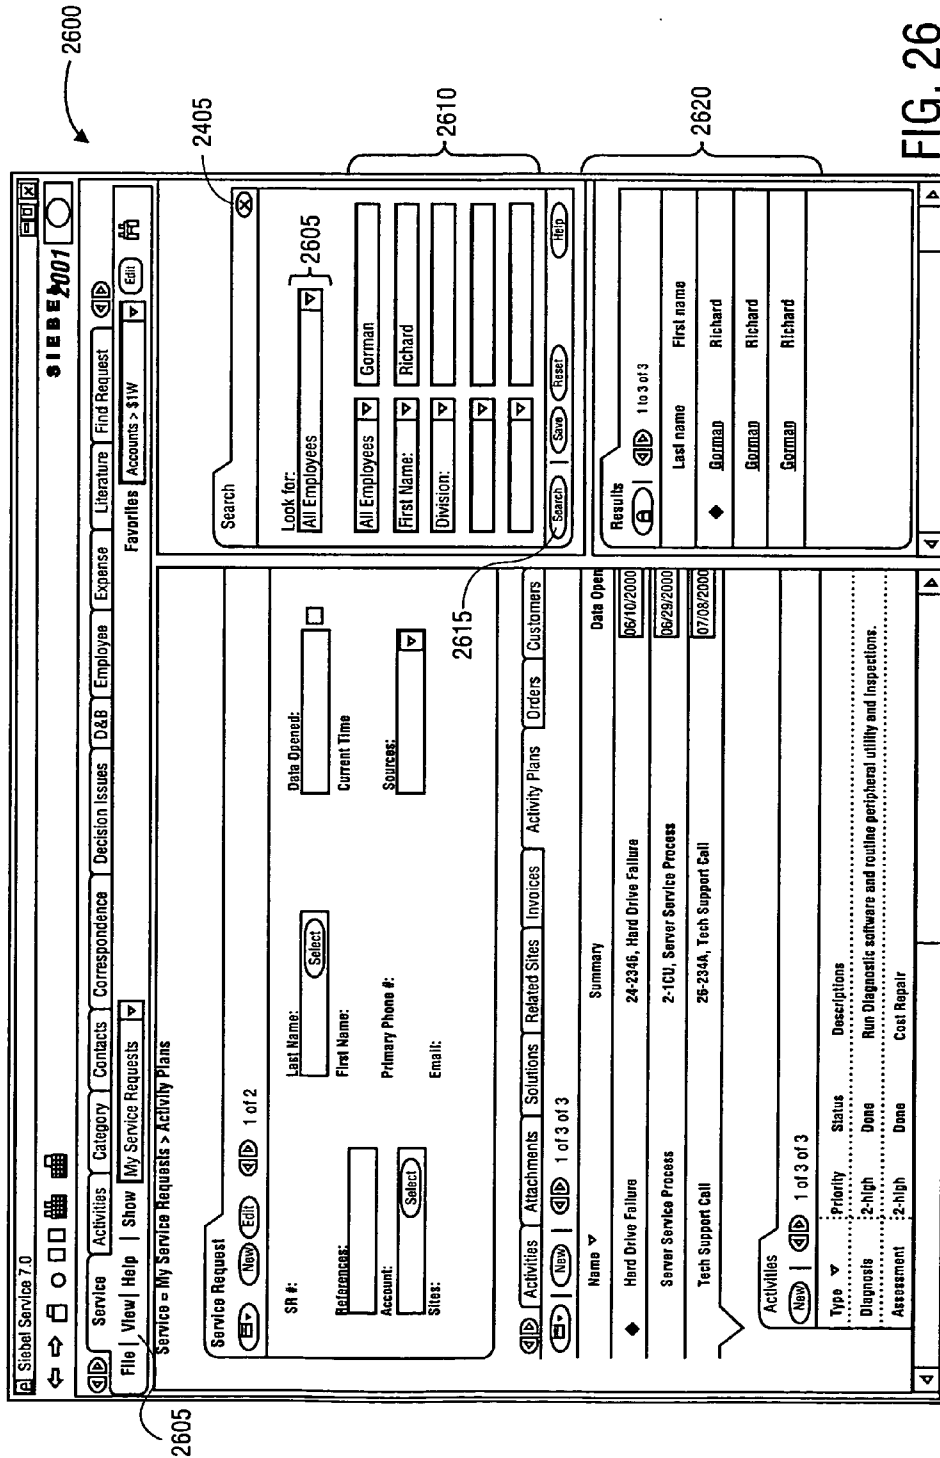 2600
Siebel Service 7.0
SIEBEL
2001
Service Activities Category Contacts Correspondence Decision Issues D&B Employee Expense Literature Find Request
File | View | Help | Show My Service Requests Favorites Accounts > $1W Edit
2605
Service = My Service Requests > Activity Plans
2405
Service Request
New Edit 1 of 2
SR #:
References:
Account:
Select
Sites:
Last Name:
Select
First Name:
Primary Phone #:
Email:
Data Opened:
Current Time
Sources:
Search
Look for:
All Employees
2605
All Employees Gorman
First Name: Richard
Division:
2610
Search | Save Reset Help
2615
Activities Attachments Solutions Related Sites Invoices Activity Plans Orders Customers
New | 1 of 3 of 3
Name Summary Data Open
Hard Drive Failure 24-2346, Hard Drive Failure 06/10/2000
Server Service Process 2-1CU, Server Service Process 06/29/2000
Tech Support Call 26-234A, Tech Support Call 07/08/2000
Results
1 to 3 of 3
Last name First name
Gorman Richard
Gorman Richard
Gorman Richard
2620
Activities
New | 1 of 3 of 3
Type Priority Status Descriptions
Diagnosis 2-high Done Run Diagnostic software and routine peripheral utility and Inspections.
Assessment 2-high Done Cost Repair
FIG. 26